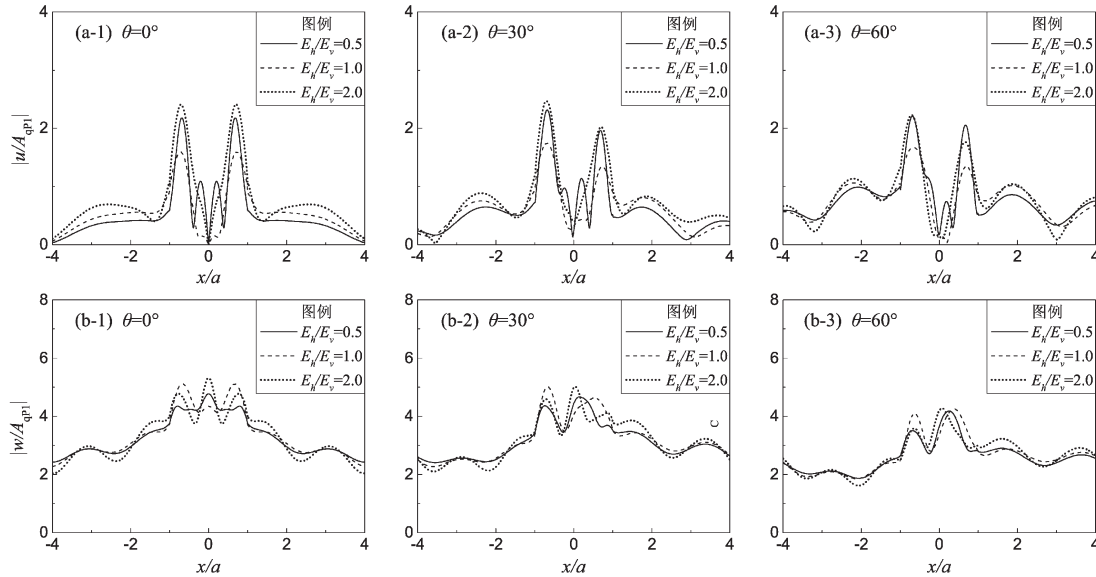 (a-1) θ=0°
图例
E_h/E_v=0.5
E_h/E_v=1.0
E_h/E_v=2.0
|u/A_qP1|
4
2
0
-4 -2 0 2 4
x/a
(a-2) θ=30°
图例
E_h/E_v=0.5
E_h/E_v=1.0
E_h/E_v=2.0
-4 -2 0 2 4
x/a
(a-3) θ=60°
图例
E_h/E_v=0.5
E_h/E_v=1.0
E_h/E_v=2.0
4
2
0
-4 -2 0 2 4
x/a
(b-1) θ=0°
图例
E_h/E_v=0.5
E_h/E_v=1.0
E_h/E_v=2.0
|w/A_qP1|
8
6
4
2
0
-4 -2 0 2 4
x/a
(b-2) θ=30°
图例
E_h/E_v=0.5
E_h/E_v=1.0
E_h/E_v=2.0
C
8
6
4
2
0
-4 -2 0 2 4
x/a
(b-3) θ=60°
图例
E_h/E_v=0.5
E_h/E_v=1.0
E_h/E_v=2.0
8
6
4
2
0
-4 -2 0 2 4
x/a